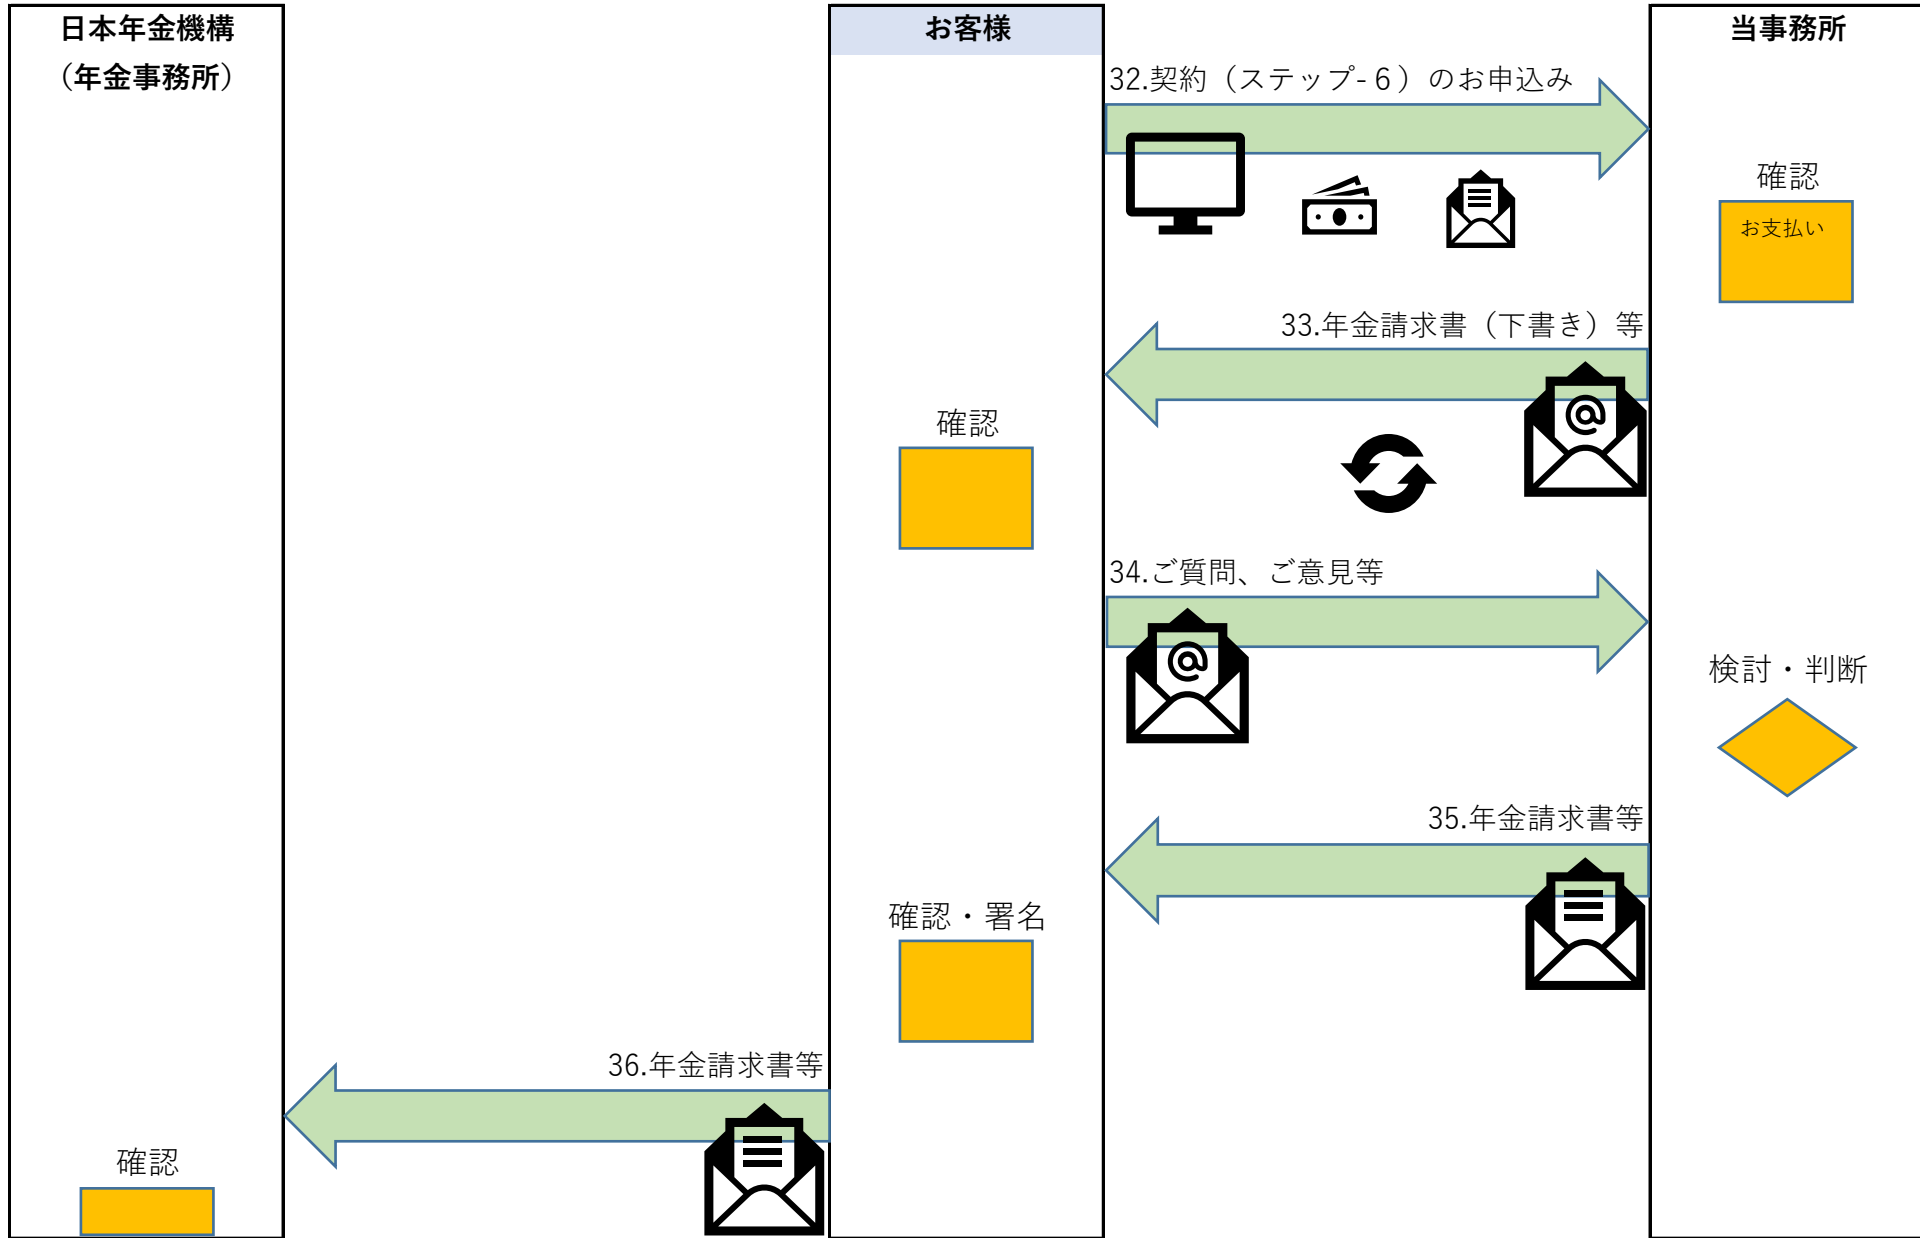 日本年金機構
（年金事務所）
お客様
当事務所
32.契約（ステップ-６）のお申込み
確認
お支払い
33.年金請求書（下書き）等
確認
34.ご質問、ご意見等
検討・判断
35.年金請求書等
確認・署名
36.年金請求書等
確認